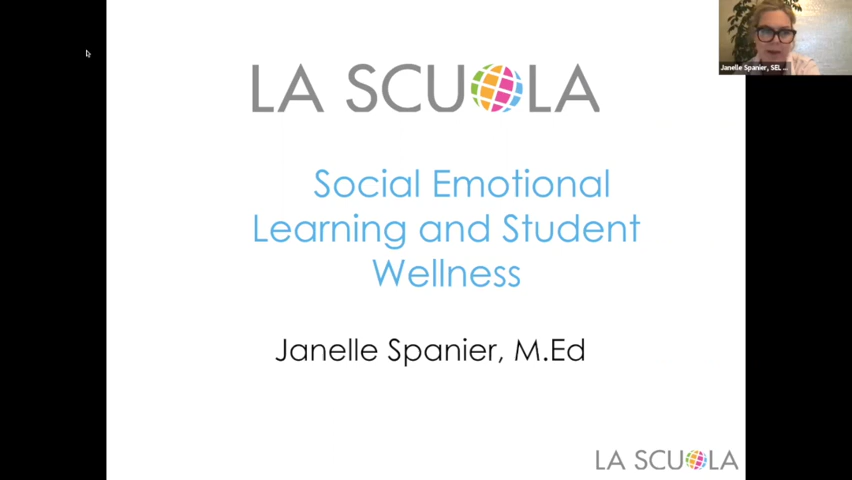 Janelle Spanier, SEL ...
LA SCUOLA
Social Emotional
Learning and Student
Wellness
Janelle Spanier, M.Ed
LA SCUOLA